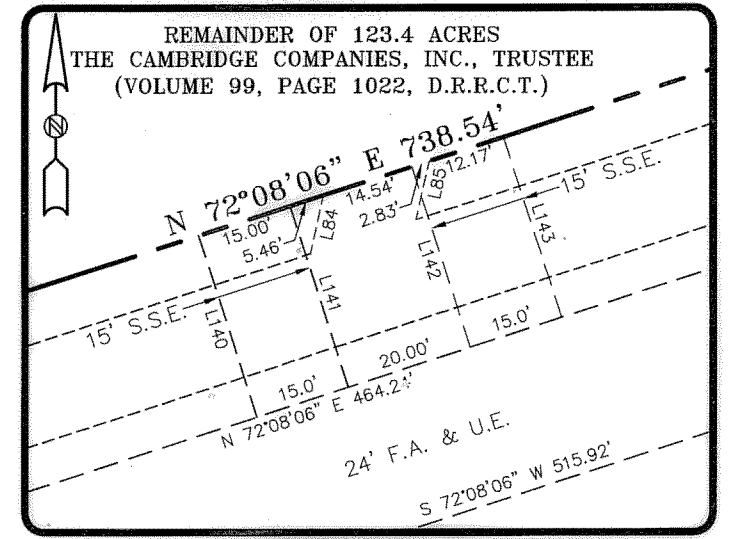 REMAINDER OF 123.4 ACRES
THE CAMBRIDGE COMPANIES, INC., TRUSTEE
(VOLUME 99, PAGE 1022, D.R.R.C.T.)
N
N 72°08'06" E 738.54'
15.00'
5.46'
L84
14.54'
2.83'
L85
12.17'
15' S.S.E.
15' S.S.E.
L140
L141
L142
L143
15.0'
20.00'
15.0'
N 72°08'06" E 464.24'
24' F.A. & U.E.
S 72°08'06" W 515.92'